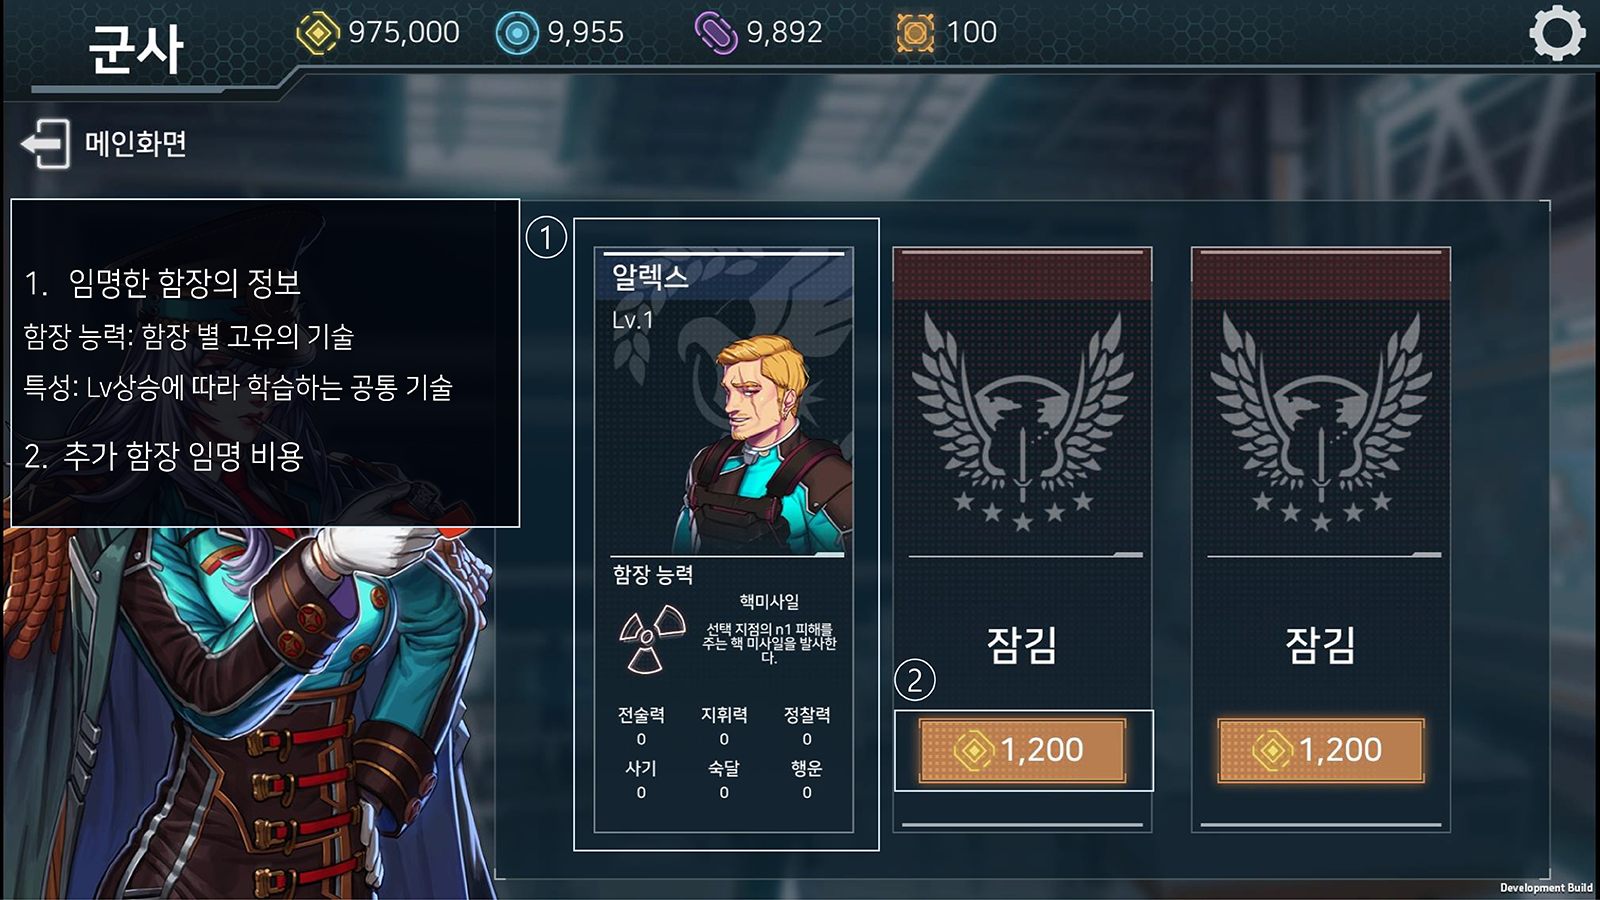 군사
975,000
9,955
9,892
100
메인화면
1. 임명한 함장의 정보
함장 능력: 함장 별 고유의 기술
특성: Lv상승에 따라 학습하는 공통 기술
2. 추가 함장 임명 비용
1
알렉스
Lv.1
함장 능력
핵미사일
선택 지점의 n1 피해를
주는 핵 미사일을 발사한
다.
전술력 지휘력 정찰력
0 0 0
사기 숙달 행운
0 0 0
잠김
2
1,200
잠김
1,200
Development Build